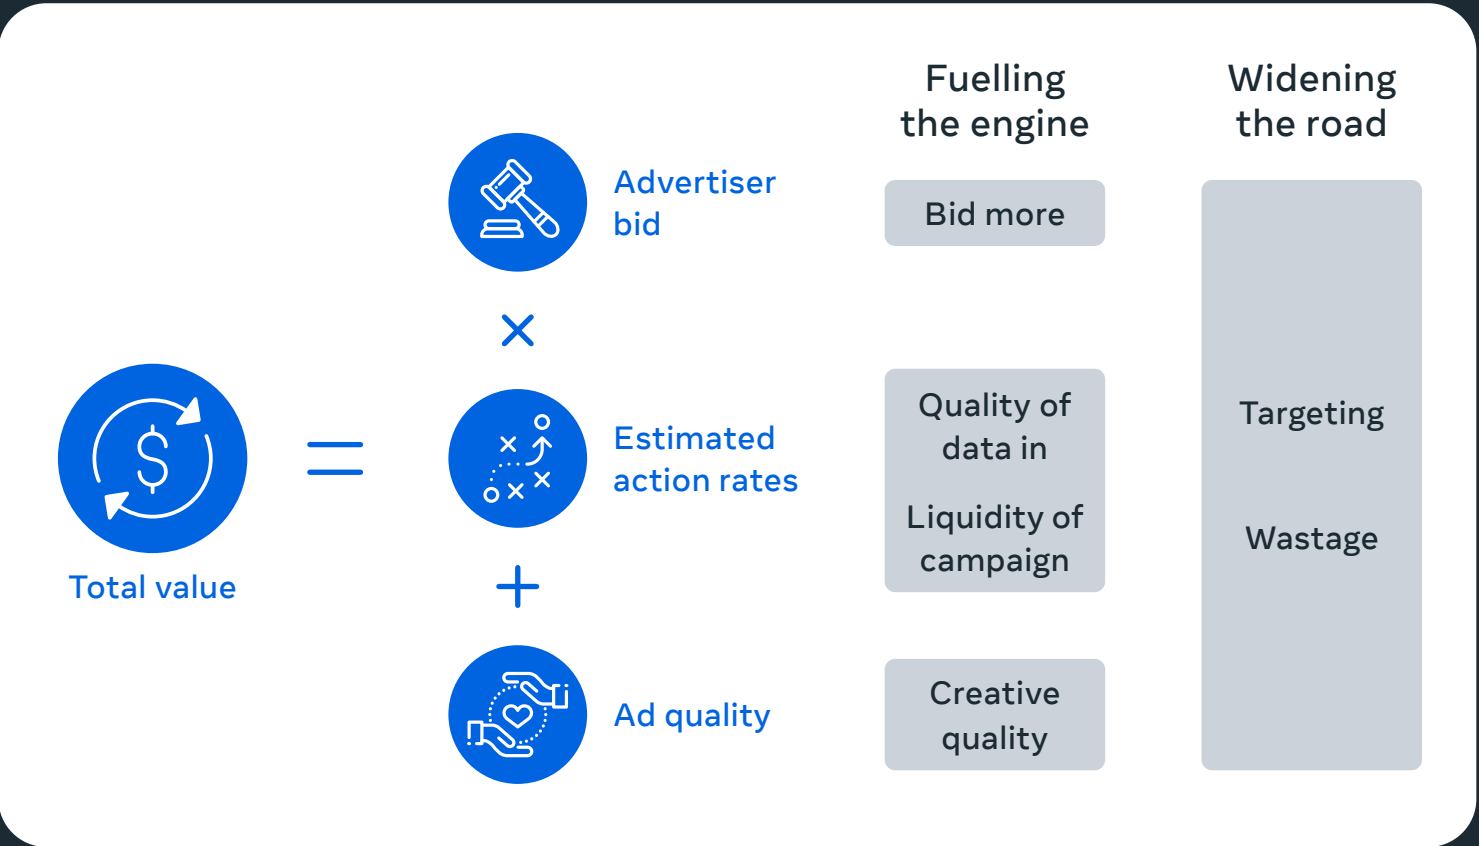 Fuelling
the engine
Widening
the road
Advertiser
bid
Bid more
×
Total value
=
Estimated
action rates
Quality of
data in
Liquidity of
campaign
Targeting
Wastage
+
Ad quality
Creative
quality